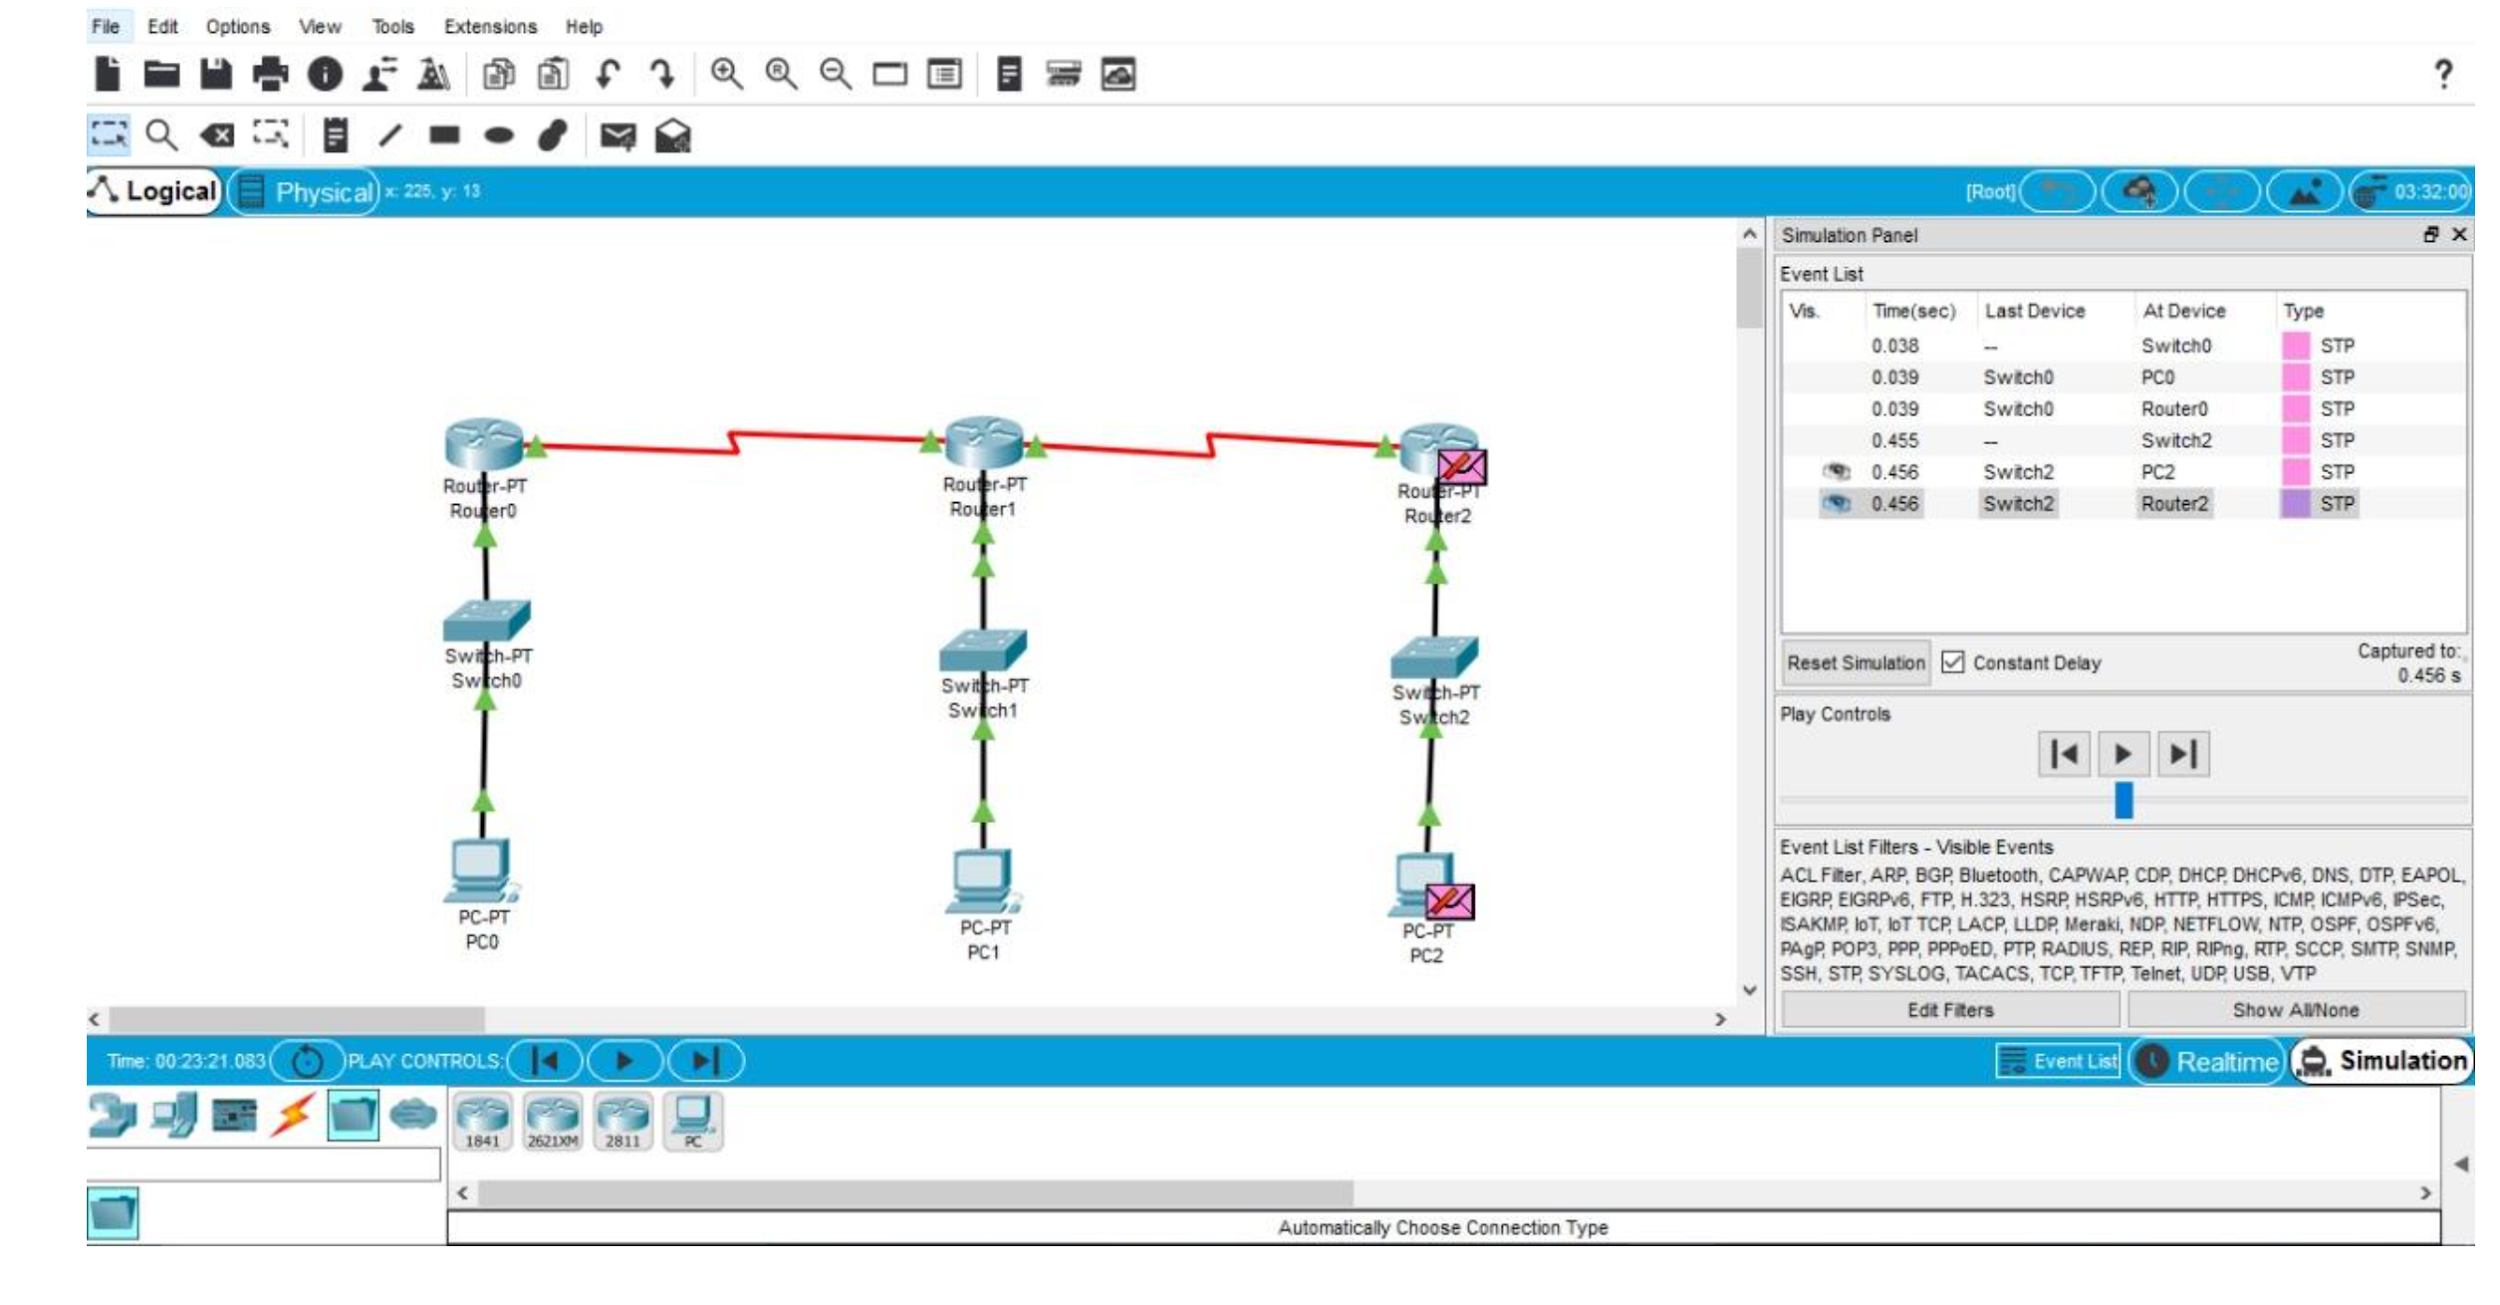 File Edit Options View Tools Extensions Help
?
Logical Physical x: 225, y: 13 [Root] 03:32:00
Simulation Panel
Event List
Vis. Time(sec) Last Device At Device Type
0.038 -- Switch0 STP
0.039 Switch0 PC0 STP
0.039 Switch0 Router0 STP
0.455 -- Switch2 STP
0.456 Switch2 PC2 STP
0.456 Switch2 Router2 STP
Reset Simulation Constant Delay Captured to:
0.456 s
Play Controls
Event List Filters - Visible Events
ACL Filter, ARP, BGP, Bluetooth, CAPWAP, CDP, DHCP, DHCPv6, DNS, DTP, EAPOL,
EIGRP, EIGRPv6, FTP, H.323, HSRP, HSRPv6, HTTP, HTTPS, ICMP, ICMPv6, IPSec,
ISAKMP, IoT, IoT TCP, LACP, LLDP, Meraki, NDP, NETFLOW, NTP, OSPF, OSPFv6,
PAgP, POP3, PPP, PPPoED, PTP, RADIUS, REP, RIP, RIPng, RTP, SCCP, SMTP, SNMP,
SSH, STP, SYSLOG, TACACS, TCP, TFTP, Telnet, UDP, USB, VTP
Edit Filters Show All/None
Router-PT
Router0
Router-PT
Router1
Router-PT
Router2
Switch-PT
Switch0
Switch-PT
Switch1
Switch-PT
Switch2
PC-PT
PC0
PC-PT
PC1
PC-PT
PC2
Time: 00:23:21.083 PLAY CONTROLS: Event List Realtime Simulation
1841 2621XM 2811 PC
Automatically Choose Connection Type